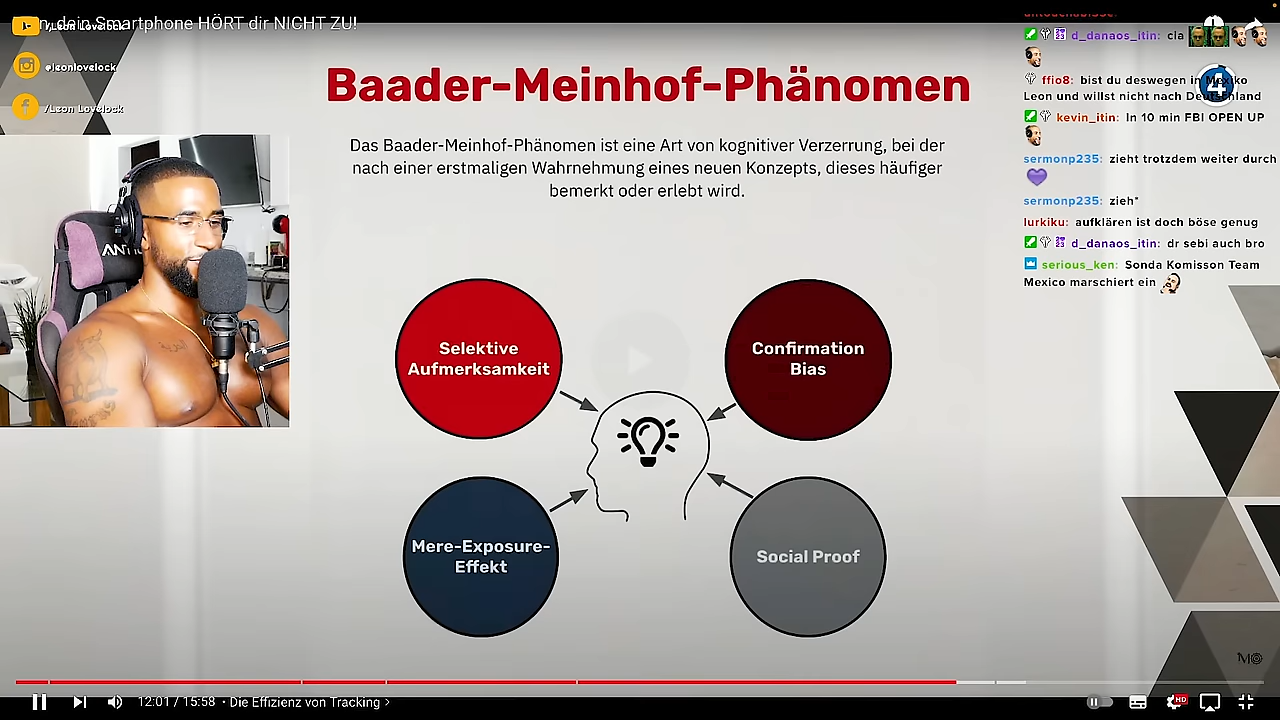 dein Smartphone HÖRT dir NICHT ZU!
/Leon Lovelock
@leonlovelock
/Leon Lovelock
Baader-Meinhof-Phänomen
Das Baader-Meinhof-Phänomen ist eine Art von kognitiver Verzerrung, bei der
nach einer erstmaligen Wahrnehmung eines neuen Konzepts, dieses häufiger
bemerkt oder erlebt wird.
Selektive
Aufmerksamkeit
Confirmation
Bias
Mere-Exposure-
Effekt
Social Proof
d_danaos_itin: cia
ffio8: bist du deswegen in Mexiko
Leon und willst nicht nach Deutschland
kevin_itin: In 10 min FBI OPEN UP
sermonp235: zieht trotzdem weiter durch
sermonp235: zieh*
lurkiku: aufklären ist doch böse genug
d_danaos_itin: dr sebi auch bro
serious_ken: Sonda Komisson Team
Mexico marschiert ein
4
12:01 / 15:58 • Die Effizienz von Tracking >
HD